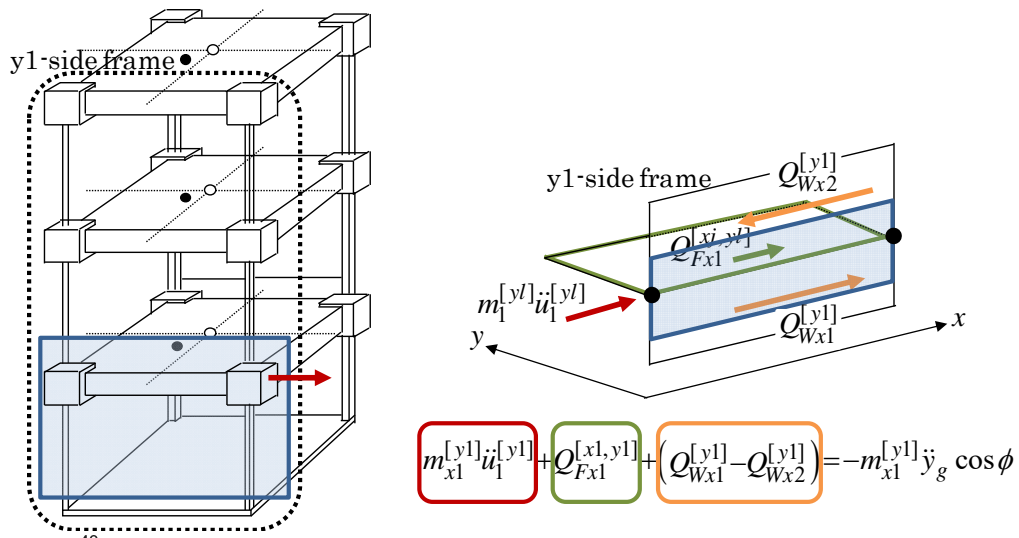 y1-side frame
y1-side frame
Q_{Wx2}^{[y1]}
Q_{Fx1}^{[xj,yl]}
m_1^{[yl]} ü_1^{[yl]}
Q_{Wx1}^{[y1]}
x
y
m_{x1}^{[y1]} ü_1^{[y1]} + Q_{Fx1}^{[x1,y1]} + (Q_{Wx1}^{[y1]} − Q_{Wx2}^{[y1]}) = −m_{x1}^{[y1]} ÿ_g cos ϕ